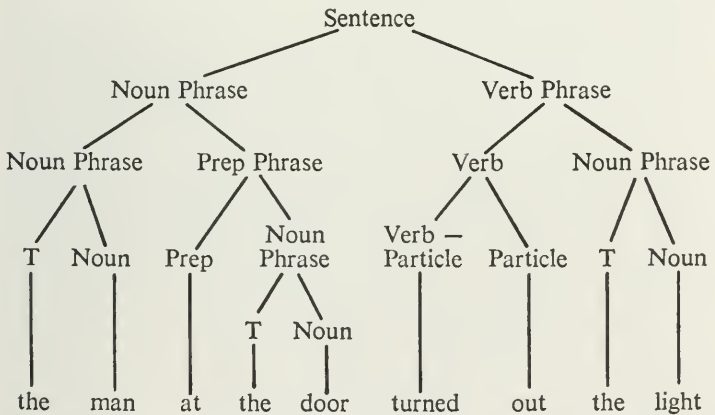 Sentence
Noun Phrase Verb Phrase
Noun Phrase Prep Phrase Verb Noun Phrase
Noun Verb —
T Noun Prep Phrase Particle Particle T Noun
T Noun
the man at the door turned out the light